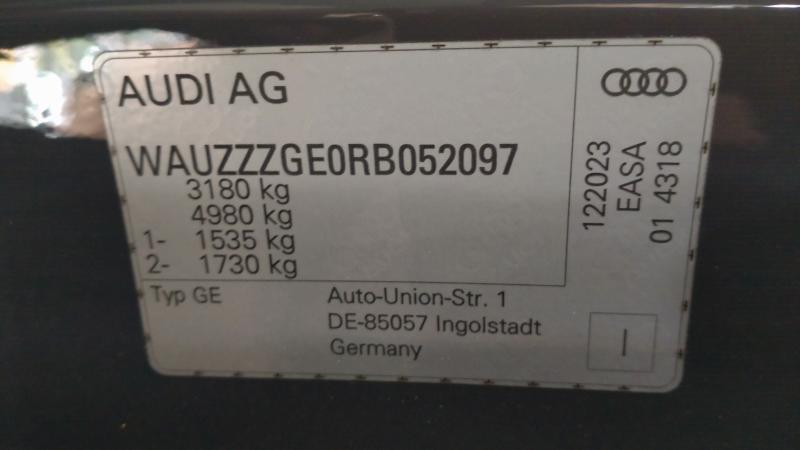 AUDI AG
WAUZZZGE0RB052097
3180 kg
4980 kg
1- 1535 kg
2- 1730 kg
Typ GE
Auto-Union-Str. 1
DE-85057 Ingolstadt
Germany
122023
EASA
01 4318